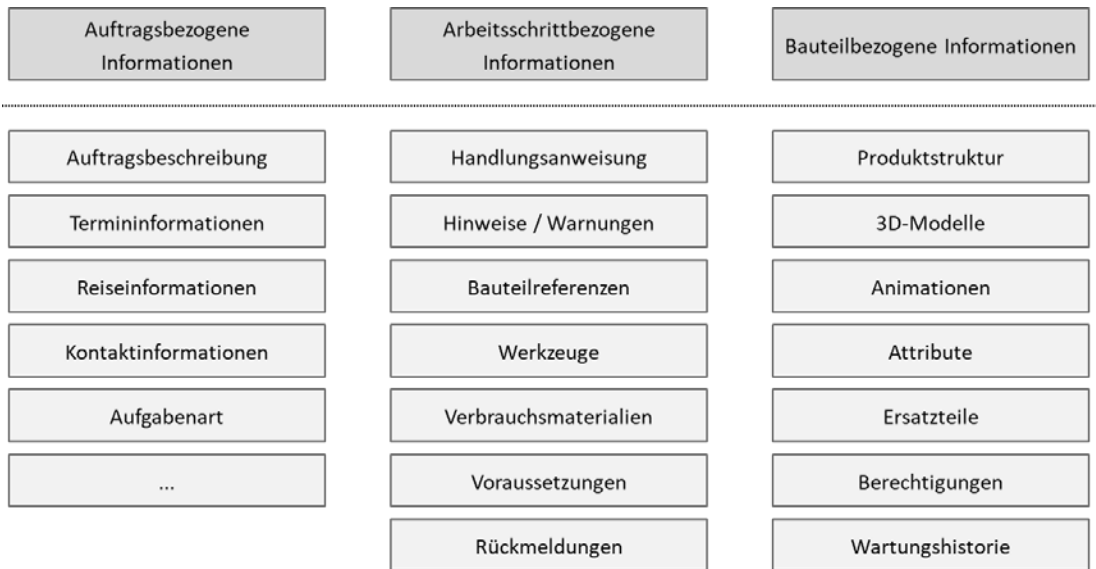 Auftragsbezogene
Informationen
Arbeitsschrittbezogene
Informationen
Bauteilbezogene Informationen
Auftragsbeschreibung
Handlungsanweisung
Produktstruktur
Termininformationen
Hinweise / Warnungen
3D-Modelle
Reiseinformationen
Bauteilreferenzen
Animationen
Kontaktinformationen
Werkzeuge
Attribute
Aufgabenart
Verbrauchsmaterialien
Ersatzteile
...
Voraussetzungen
Berechtigungen
Rückmeldungen
Wartungshistorie